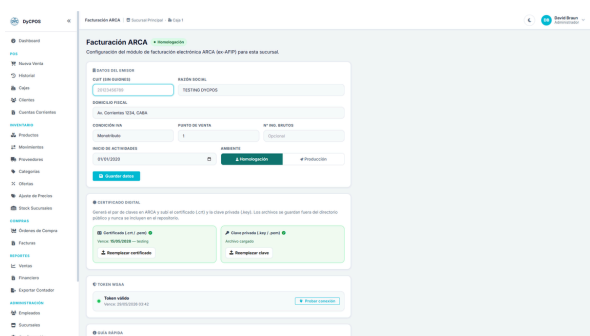 DyCPOS
«
Facturación ARCA | Sucursal Principal - Caja 1
David Braun
Administrador
Dashboard
POS
Nueva Venta
Historial
Cajas
Clientes
Cuentas Corrientes
INVENTARIO
Productos
Movimientos
Proveedores
Categorías
Ofertas
Ajuste de Precios
Stock Sucursales
COMPRAS
Órdenes de Compra
Facturas
REPORTES
Ventas
Financiero
Exportar Contador
ADMINISTRACIÓN
Empleados
Sucursales
Facturación ARCA
Homologación
Configuración del módulo de facturación electrónica ARCA (ex-AFIP) para esta sucursal.
DATOS DEL EMISOR
CUIT (SIN GUIONES)
RAZÓN SOCIAL
TESTING DYCPOS
DOMICILIO FISCAL
Av. Corrientes 1234, CABA
CONDICIÓN IVA
PUNTO DE VENTA
N° ING. BRUTOS
Monotributo
1
Opcional
INICIO DE ACTIVIDADES
AMBIENTE
01/01/2020
Homologación
Producción
Guardar datos
CERTIFICADO DIGITAL
Generá el par de claves en ARCA y subí el certificado (.crt) y la clave privada (.key). Los archivos se guardan fuera del directorio
público y nunca se incluyen en el repositorio.
Certificado (.crt / .pem)
Vence: 15/05/2028 — testing
Reemplazar certificado
Clave privada (.key / .pem)
Archivo cargado
Reemplazar clave
TOKEN WSAA
Token válido
Probar conexión
GUÍA RÁPIDA